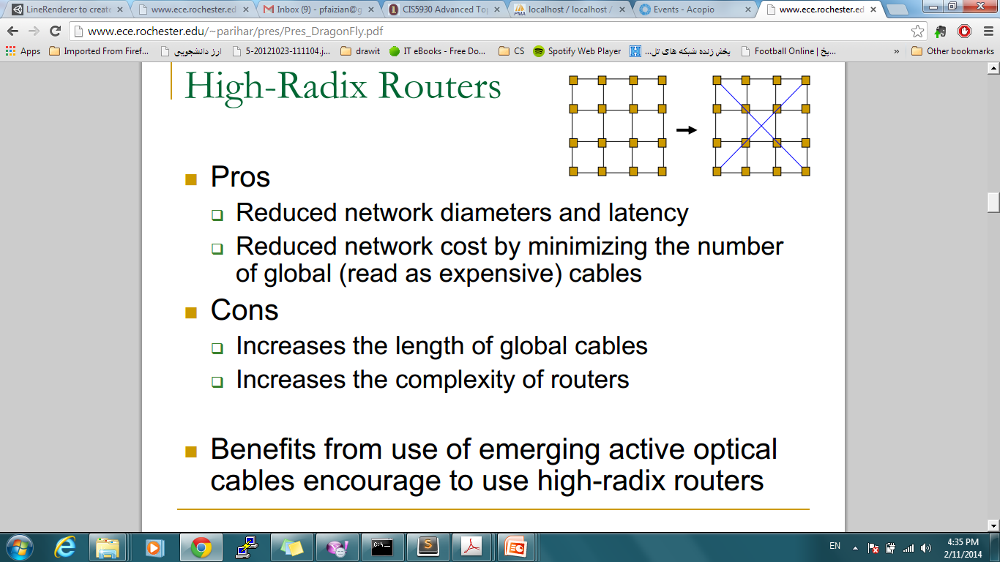 LineRenderer to create
www.ece.rochester.ed
Inbox (9) - pfaizian@g
CIS5930 Advanced Top
localhost / localhost /
Events - Acopio
www.ece.rochester.ed
www.ece.rochester.edu/~parihar/pres/Pres_DragonFly.pdf
Apps
Imported From Firef...
ارز دانشجویی
5-20121023-111104.j...
drawit
IT eBooks - Free Do...
CS
Spotify Web Player
پخش زنده شبکه های تل...
Football Online | پخ...
»
Other bookmarks
High-Radix Routers
Pros
Reduced network diameters and latency
Reduced network cost by minimizing the number
of global (read as expensive) cables
Cons
Increases the length of global cables
Increases the complexity of routers
Benefits from use of emerging active optical
cables encourage to use high-radix routers
EN
4:35 PM
2/11/2014